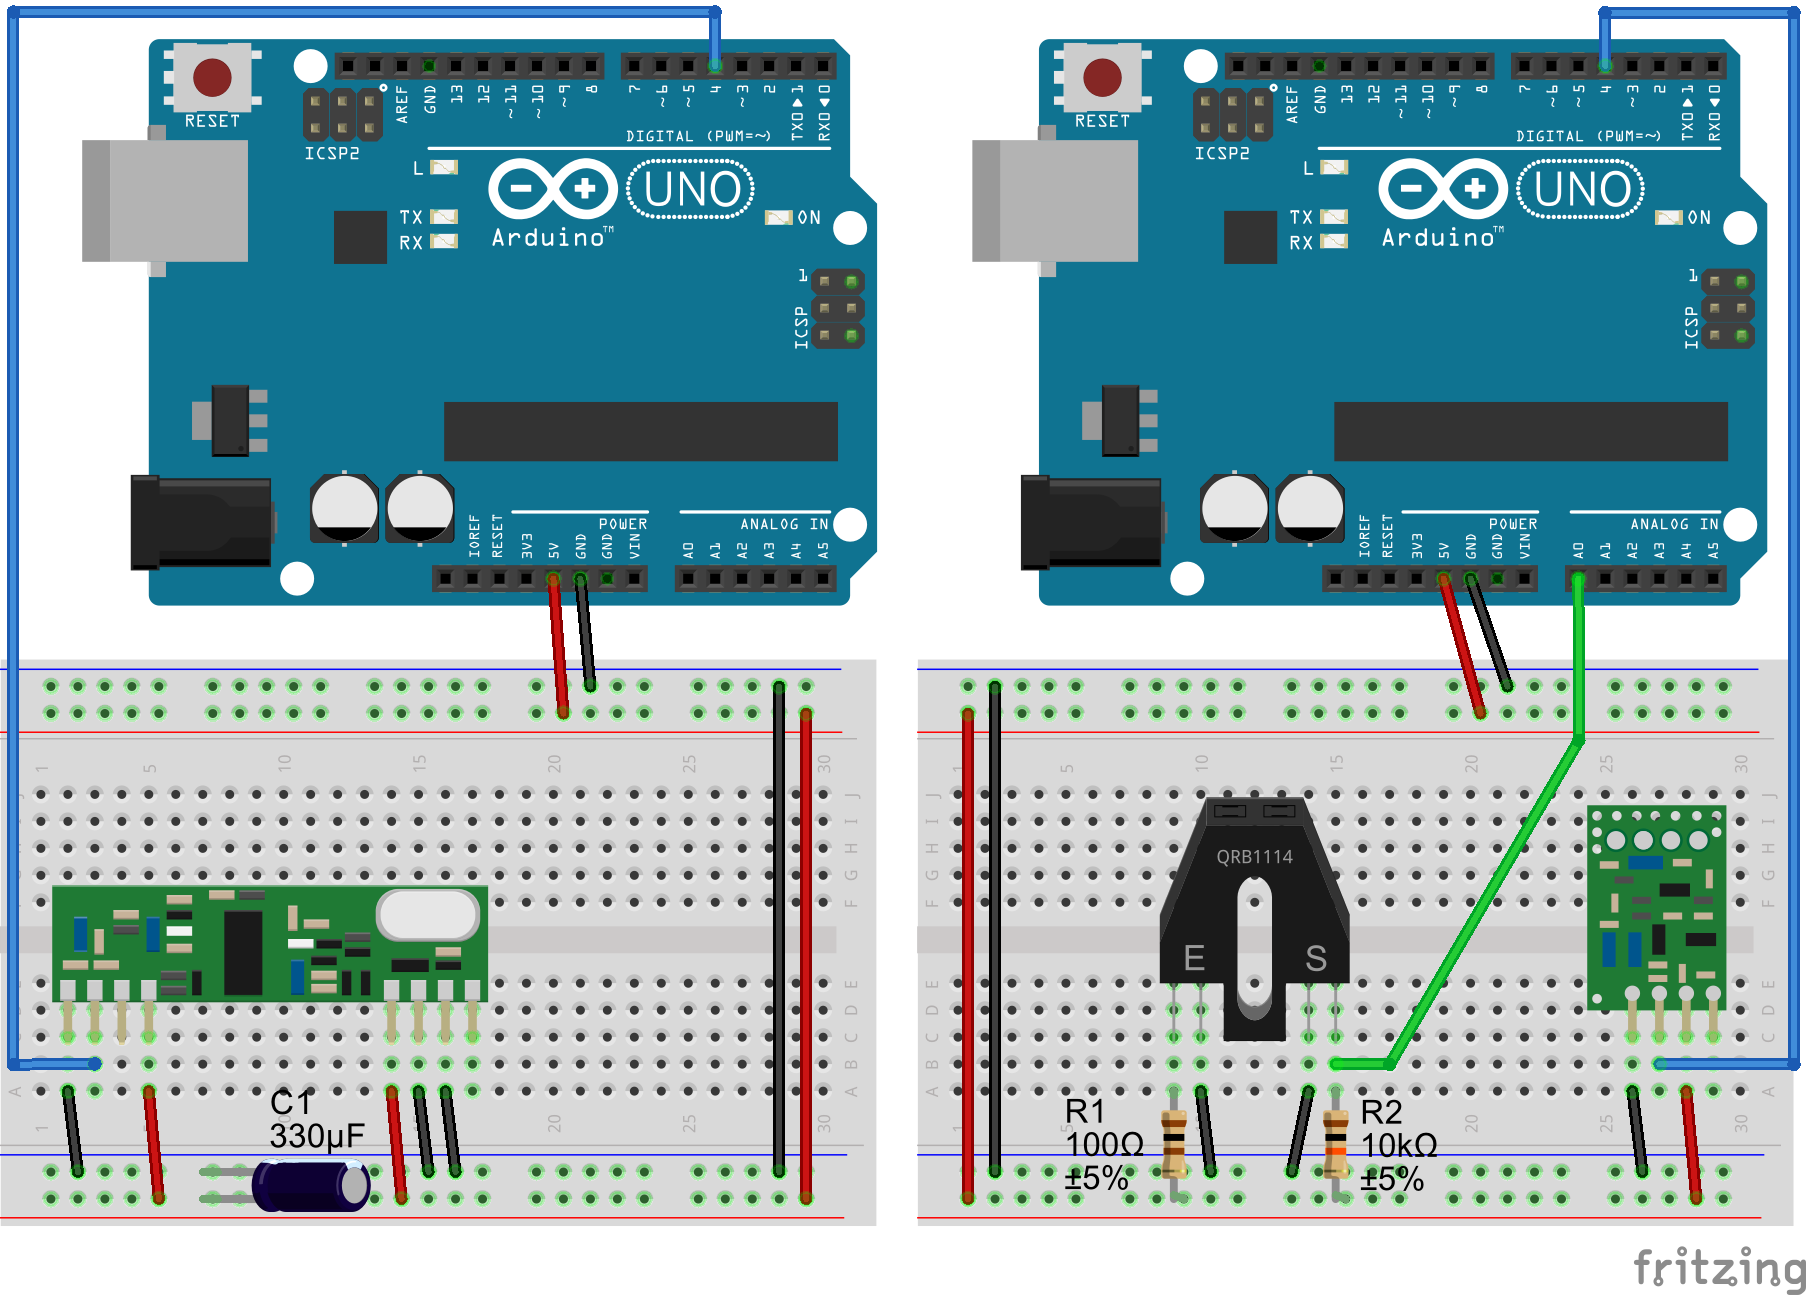 RESET
ICSP2
AREF
GND
13
12
~11
~10
~9
8
7
~6
~5
4
~3
2
TX0▶1
RX0◀0
DIGITAL (PWM=~)
L
TX
RX
UNO
Arduino™
ON
1
ICSP
IOREF
RESET
3V3
5V
GND
GND
VIN
POWER
ANALOG IN
A0
A1
A2
A3
A4
A5
RESET
ICSP2
AREF
GND
13
12
~11
~10
~9
8
7
~6
~5
4
~3
2
TX0▶1
RX0◀0
DIGITAL (PWM=~)
L
TX
RX
UNO
Arduino™
ON
1
ICSP
IOREF
RESET
3V3
5V
GND
GND
VIN
POWER
ANALOG IN
A0
A1
A2
A3
A4
A5
1 5 10 15 20 25 30
J
I
H
G
F
E
D
C
B
A
A
C1
330µF
1 20 25 30
1 5 10 15 20 25 30
J
I
H
G
F
E
D
C
B
A
J
I
H
G
F
E
D
C
B
A
QRB1114
E S
R1
100Ω
±5%
R2
10kΩ
±5%
20 25 30
fritzing